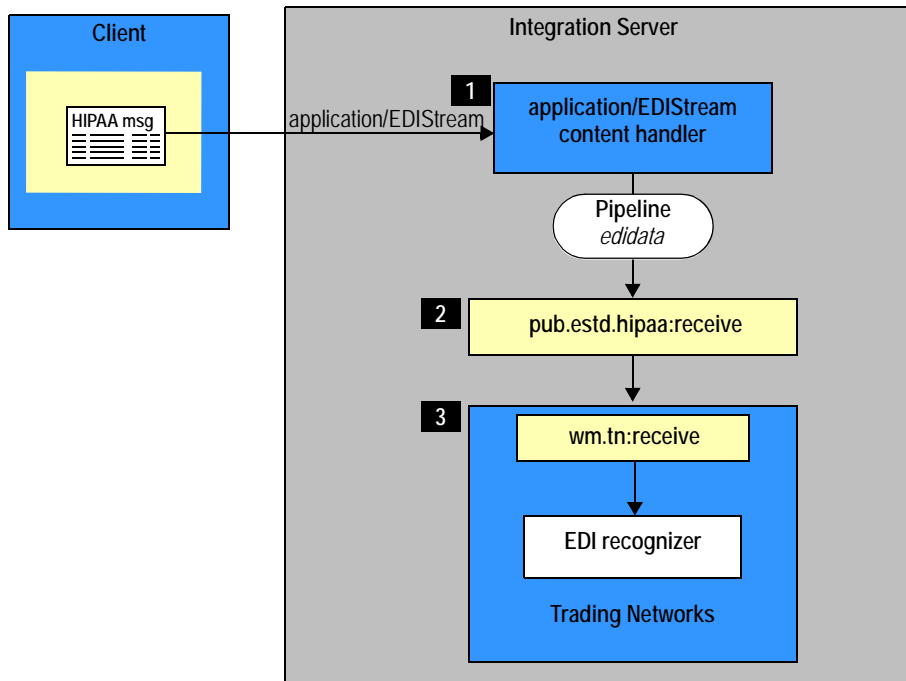 Client
HIPAA msg
Integration Server
application/EDIStream
1
application/EDIStream
content handler
Pipeline
edidata
2
pub.estd.hipaa:receive
3
wm.tn:receive
EDI recognizer
Trading Networks